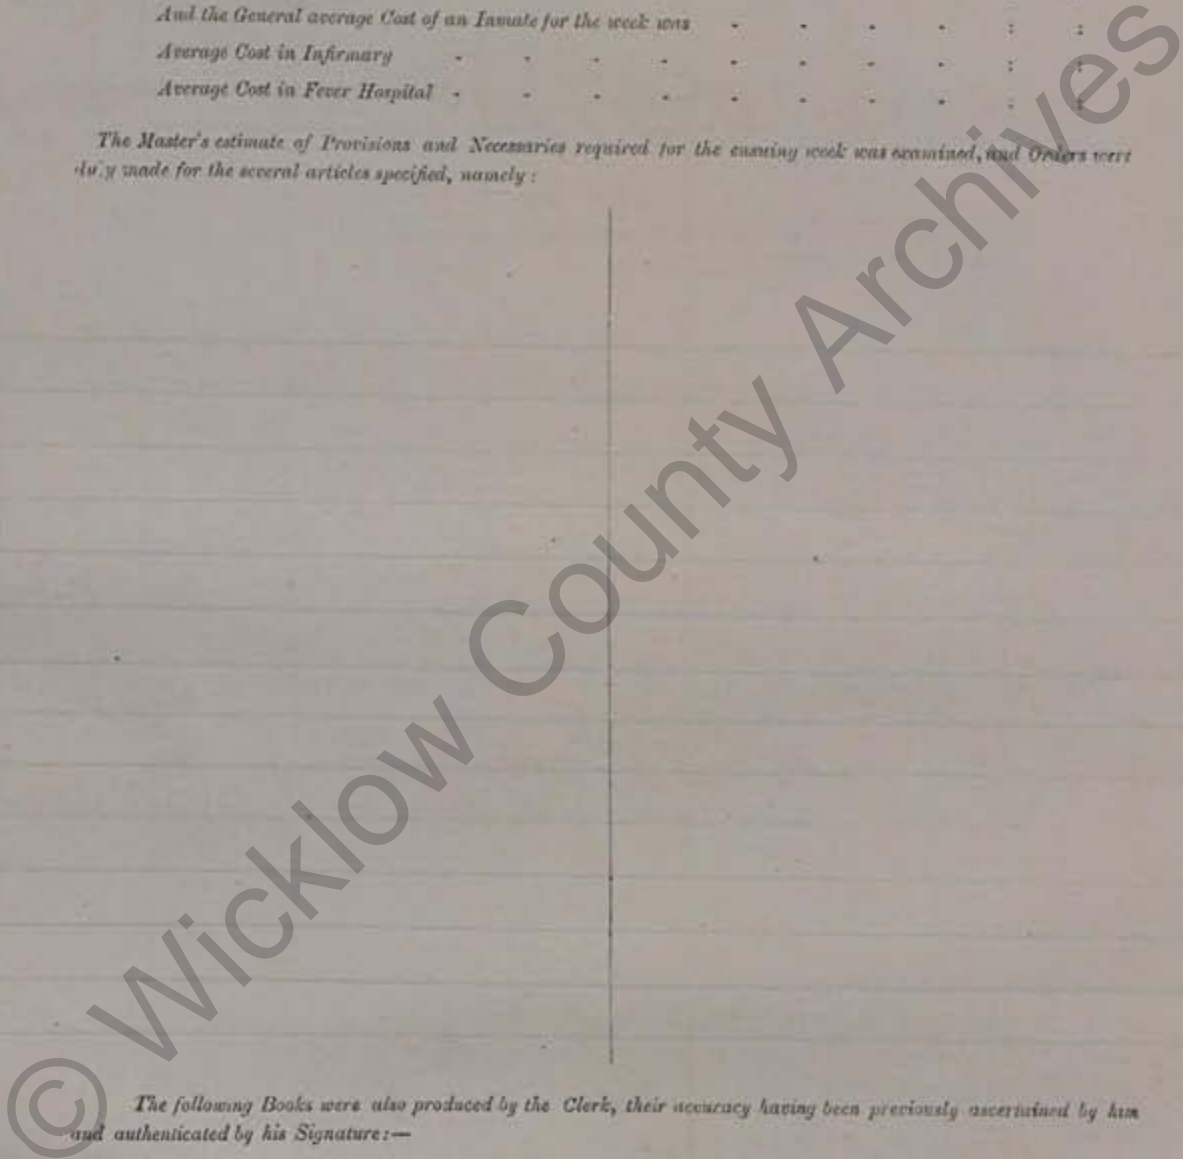 And the General average Cost of an Inmate for the week was - - - - : :
Average Cost in Infirmary - - - - - - - - : :
Average Cost in Fever Hospital - - - - - - - - : :
The Master's estimate of Provisions and Necessaries required for the ensuing week was examined, and Orders were
duly made for the several articles specified, namely:
The following Books were also produced by the Clerk, their accuracy having been previously ascertained by him
and authenticated by his Signature:—
© Wicklow County Archives